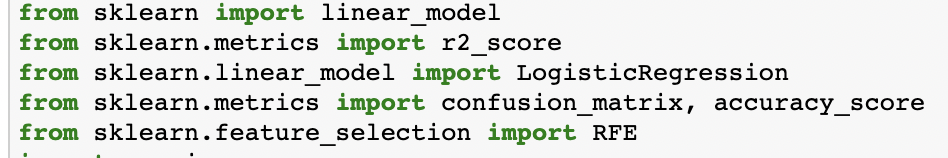 from sklearn import linear_model
from sklearn.metrics import r2_score
from sklearn.linear_model import LogisticRegression
from sklearn.metrics import confusion_matrix, accuracy_score
from sklearn.feature_selection import RFE